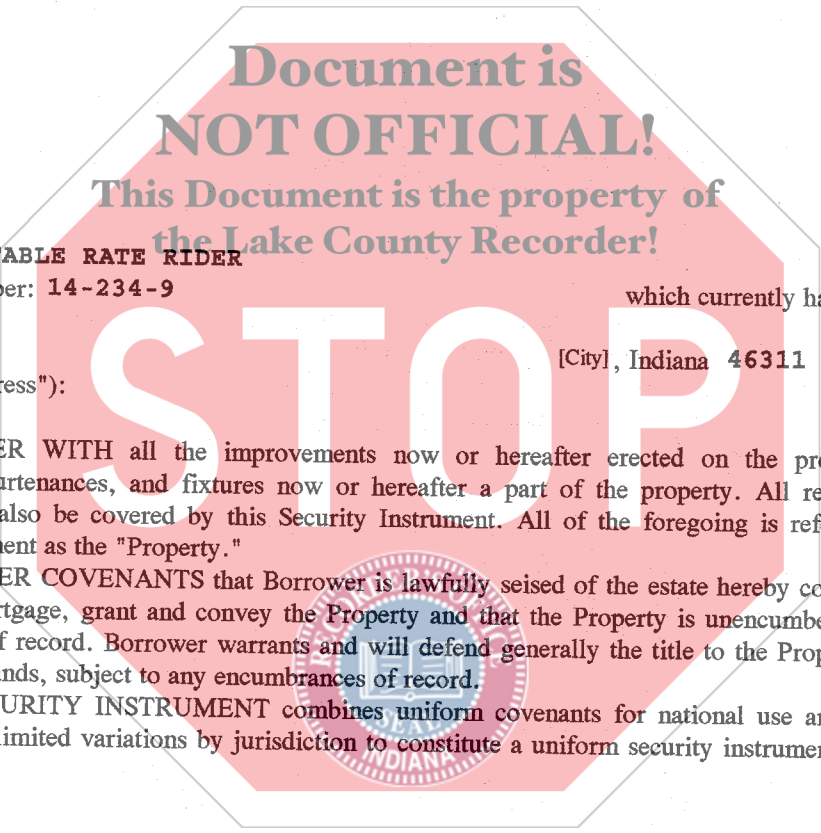 Document is
NOT OFFICIAL!
This Document is the property of
the Lake County Recorder!
TABLE RATE RIDER
ber: 14-234-9
which currently ha
[City], Indiana 46311
ress"):
STOP
ER WITH all the improvements now or hereafter erected on the pro
urtenances, and fixtures now or hereafter a part of the property. All re
also be covered by this Security Instrument. All of the foregoing is ref
ent as the "Property."
ER COVENANTS that Borrower is lawfully seised of the estate hereby co
rtgage, grant and convey the Property and that the Property is unencumbe
f record. Borrower warrants and will defend generally the title to the Prop
nds, subject to any encumbrances of record.
URITY INSTRUMENT combines uniform covenants for national use a
imited variations by jurisdiction to constitute a uniform security instrumen
SEAL
INDIANA